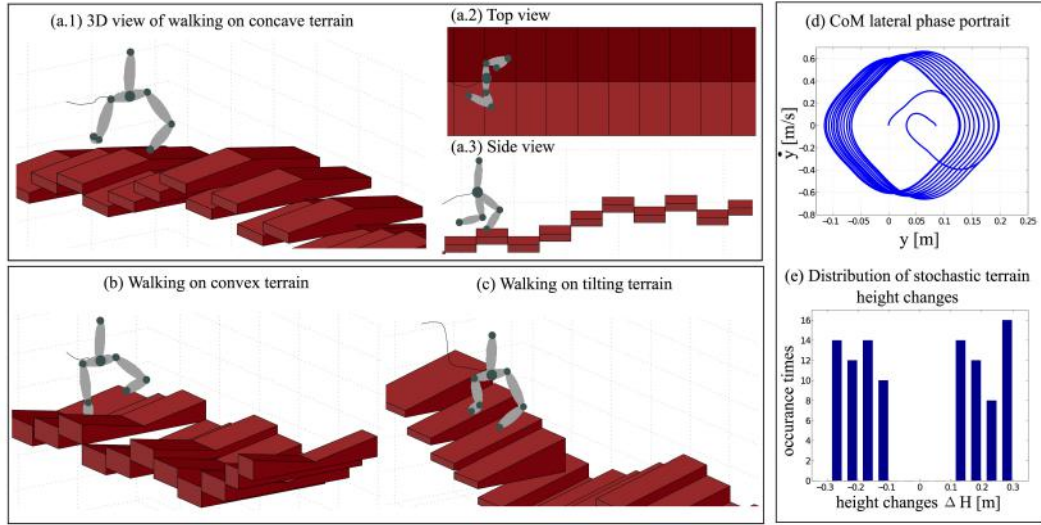 (a.1) 3D view of walking on concave terrain
(a.2) Top view
(a.3) Side view
(b) Walking on convex terrain
(c) Walking on tilting terrain
(d) CoM lateral phase portrait
0.6
0.4
0.2
0
-0.2
-0.4
-0.6
-0.8
ẏ [m/s]
-0.1 -0.05 0 0.05 0.1 0.15 0.2 0.25
y [m]
(e) Distribution of stochastic terrain
height changes
16
14
12
10
8
6
4
2
0
occurance times
-0.3 -0.2 -0.1 0 0.1 0.2 0.3
height changes Δ H [m]